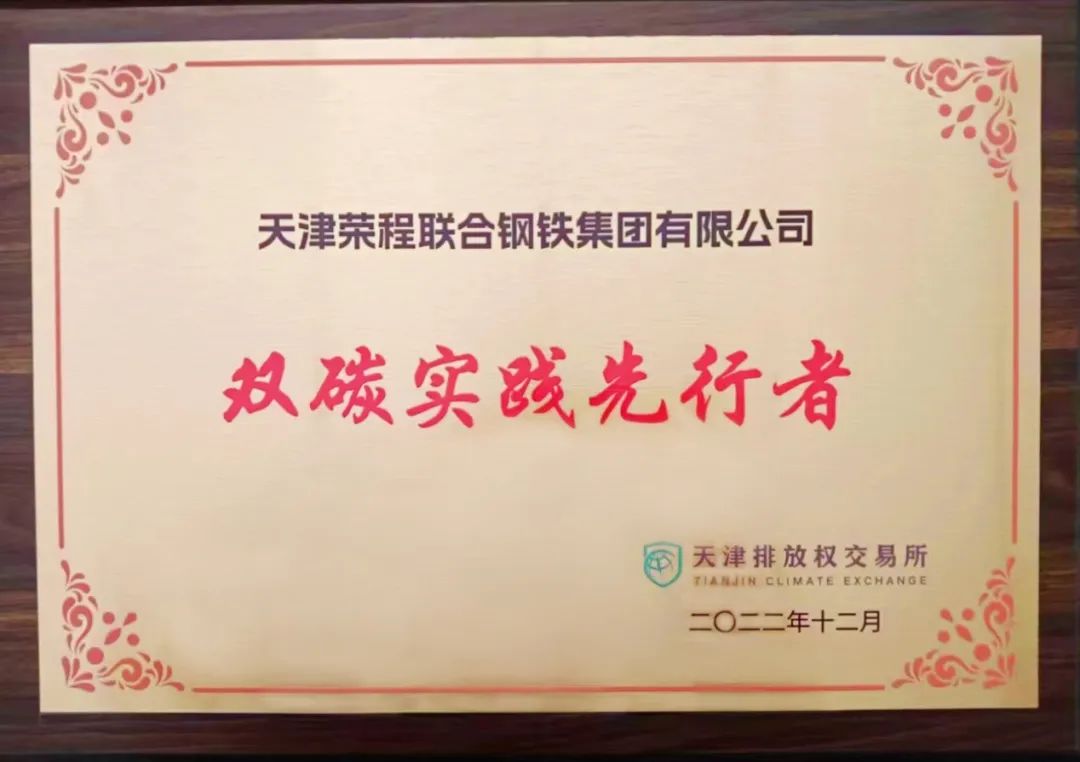 天津荣程联合钢铁集团有限公司
双碳实践先行者
天津排放权交易所
TIANJIN CLIMATE EXCHANGE
二〇二二年十二月